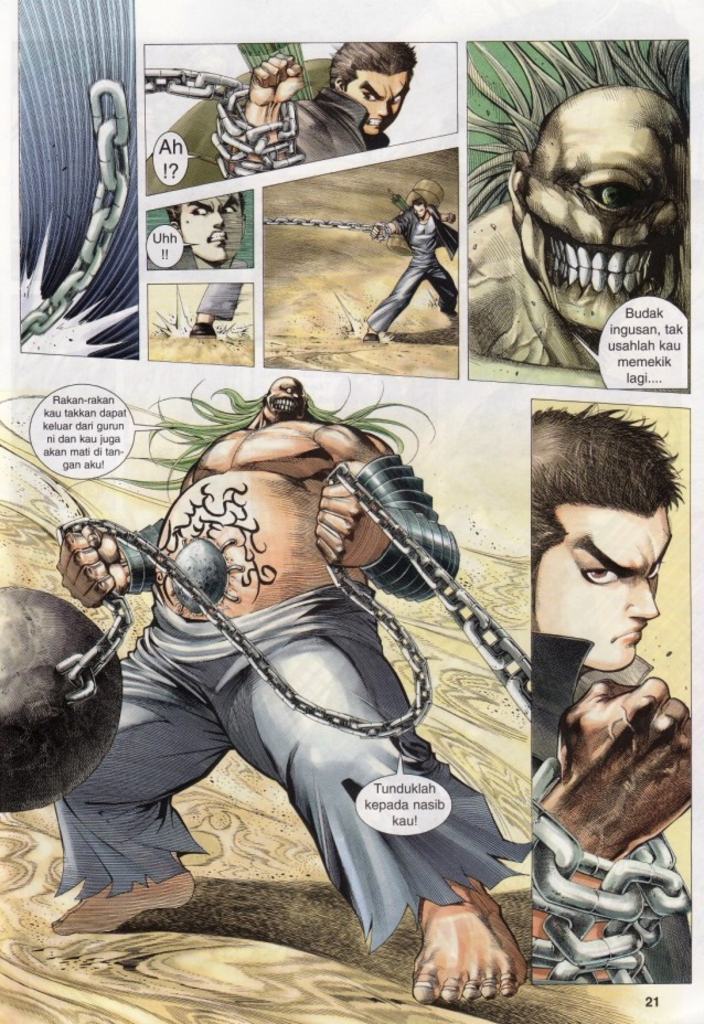 Ah
!?
Uhh
!!
Budak
ingusan, tak
usahlah kau
memekik
lagi....
Rakan-rakan
kau takkan dapat
keluar dari gurun
ni dan kau juga
akan mati di tan-
gan aku!
Tunduklah
kepada nasib
kau!
21